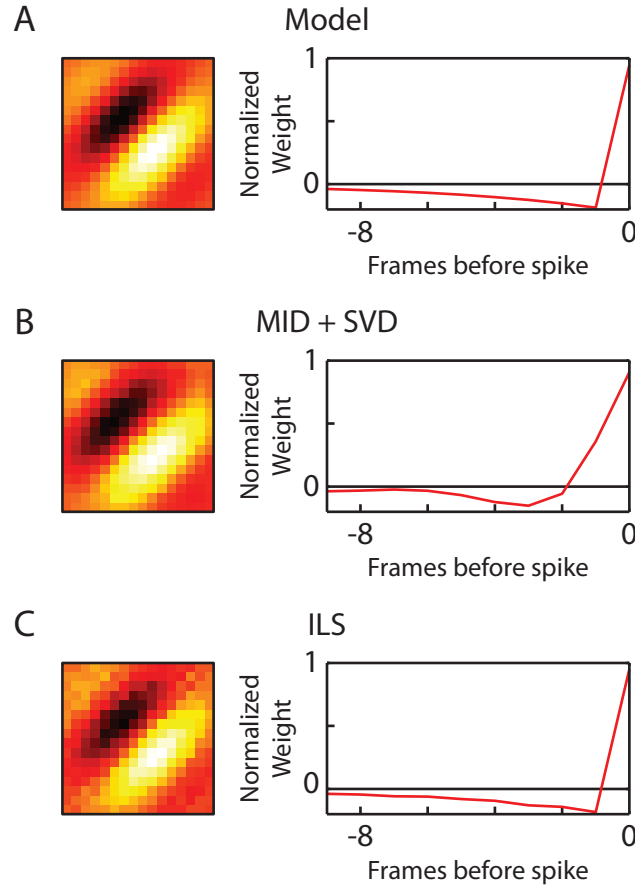 A
Model
Normalized
Weight
1
0
-8
0
Frames before spike
B
MID + SVD
Normalized
Weight
1
0
-8
0
Frames before spike
C
ILS
Normalized
Weight
1
0
-8
0
Frames before spike